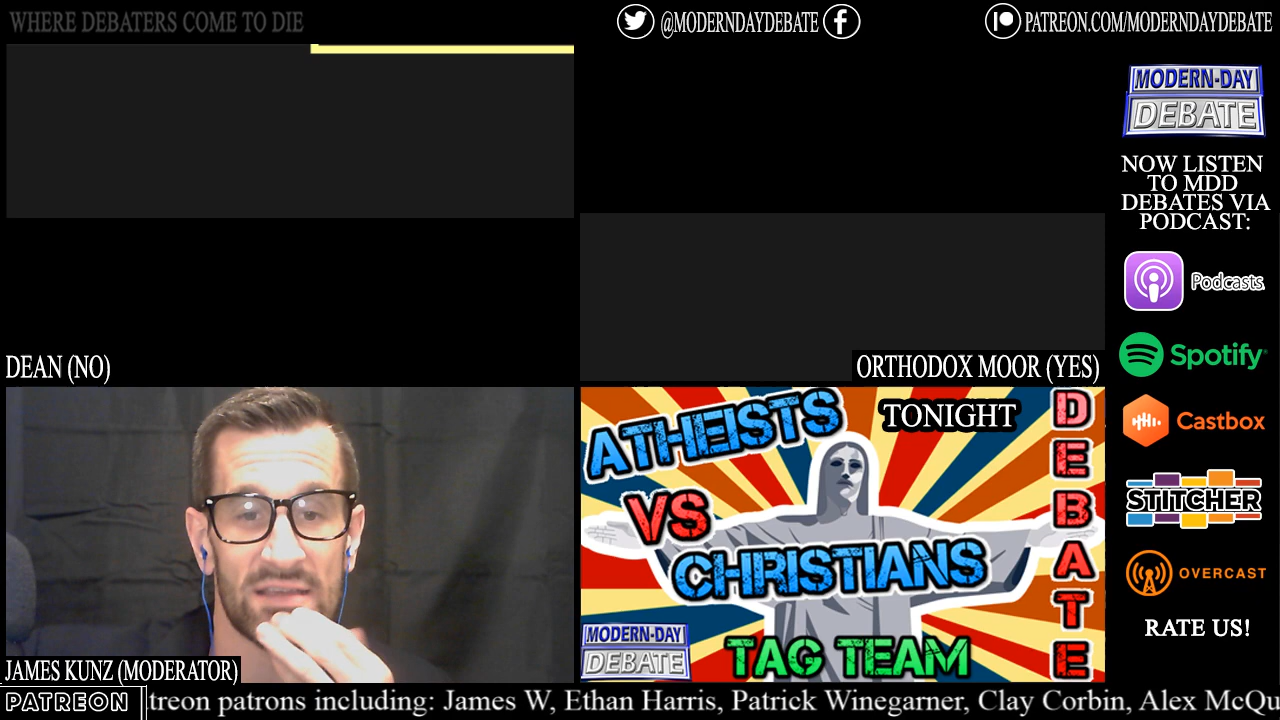 WHERE DEBATERS COME TO DIE
@MODERNDAYDEBATE
PATREON.COM/MODERNDAYDEBATE
MODERN-DAY
DEBATE
NOW LISTEN
TO MDD
DEBATES VIA
PODCAST:
Podcasts
Spotify
Castbox
STITCHER
OVERCAST
RATE US!
DEAN (NO)
ORTHODOX MOOR (YES)
ATHEISTS
VS
CHRISTIANS
TAG TEAM
TONIGHT
DEBATE
MODERN-DAY
DEBATE
JAMES KUNZ (MODERATOR)
PATREON
treon patrons including: James W, Ethan Harris, Patrick Winegarner, Clay Corbin, Alex McQu